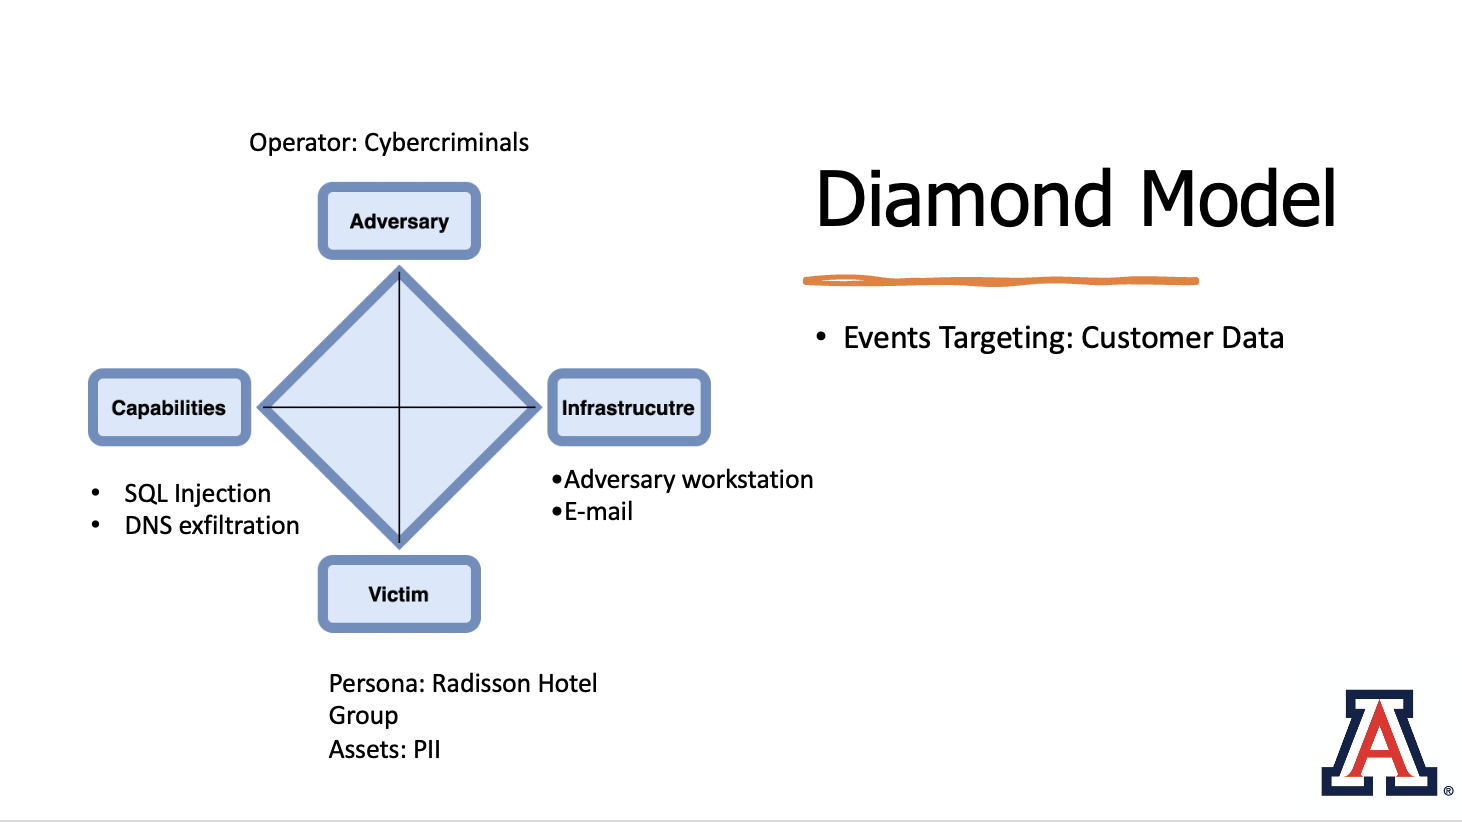 Operator: Cybercriminals
Adversary
Capabilities
Infrastrucutre
• SQL Injection
• DNS exfiltration
•Adversary workstation
•E-mail
Victim
Persona: Radisson Hotel
Group
Assets: PII
Diamond Model
• Events Targeting: Customer Data
A
®